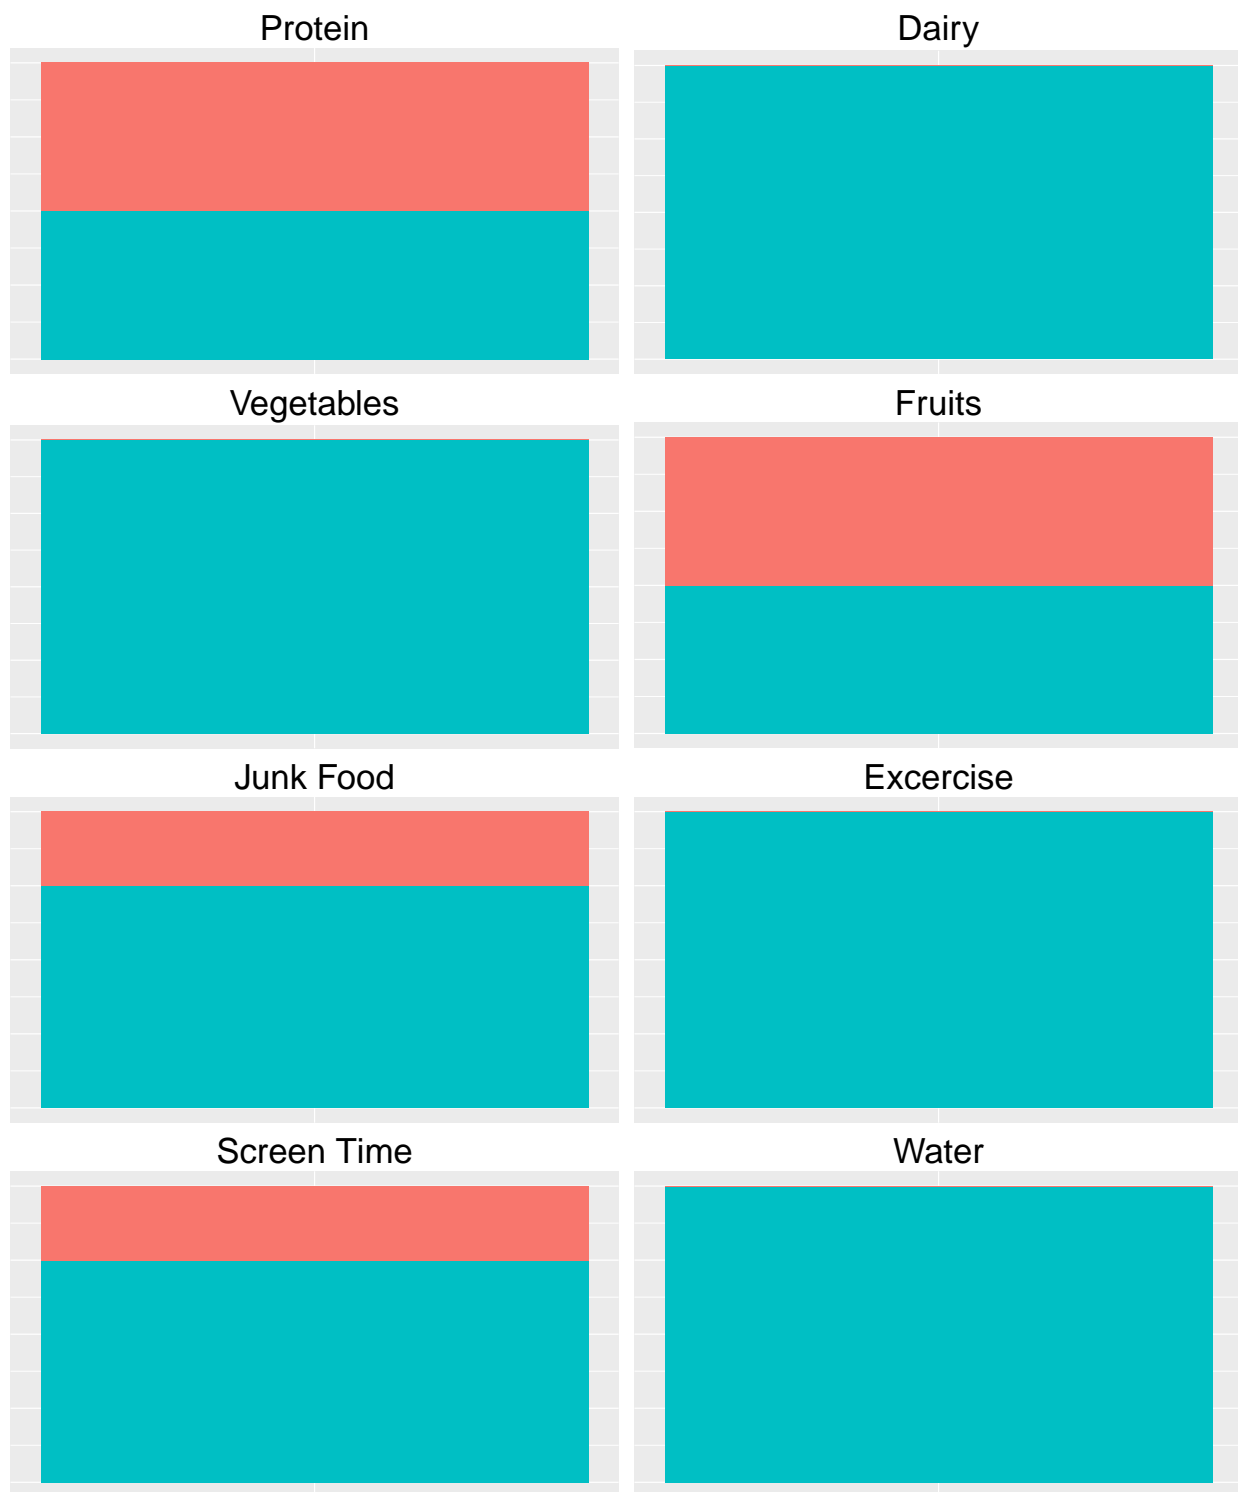 Protein
Dairy
Vegetables
Fruits
Junk Food
Excercise
Screen Time
Water